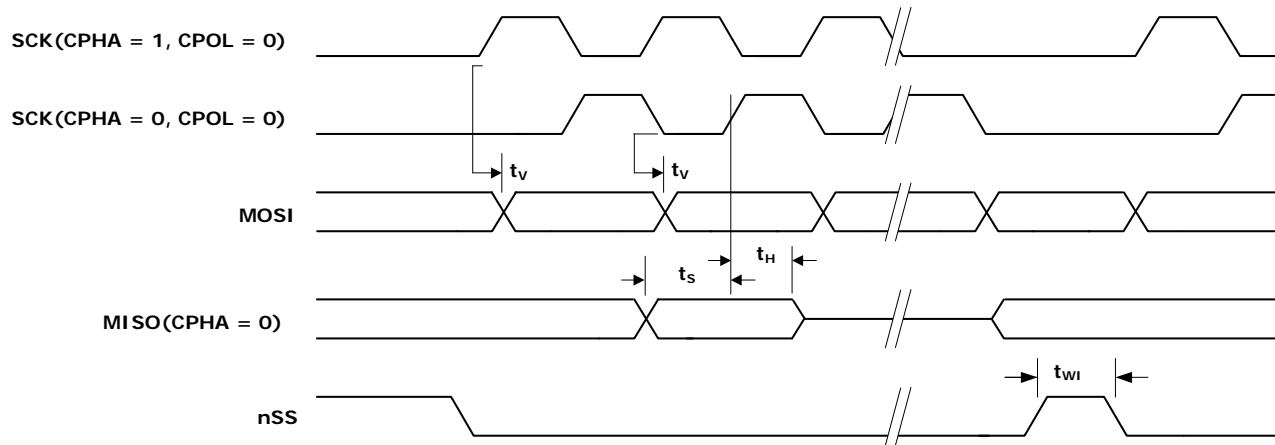 SCK(CPHA = 1, CPOL = 0)
SCK(CPHA = 0, CPOL = 0)
tV
tV
MOSI
tH
tS
MISO(CPHA = 0)
tWI
nSS